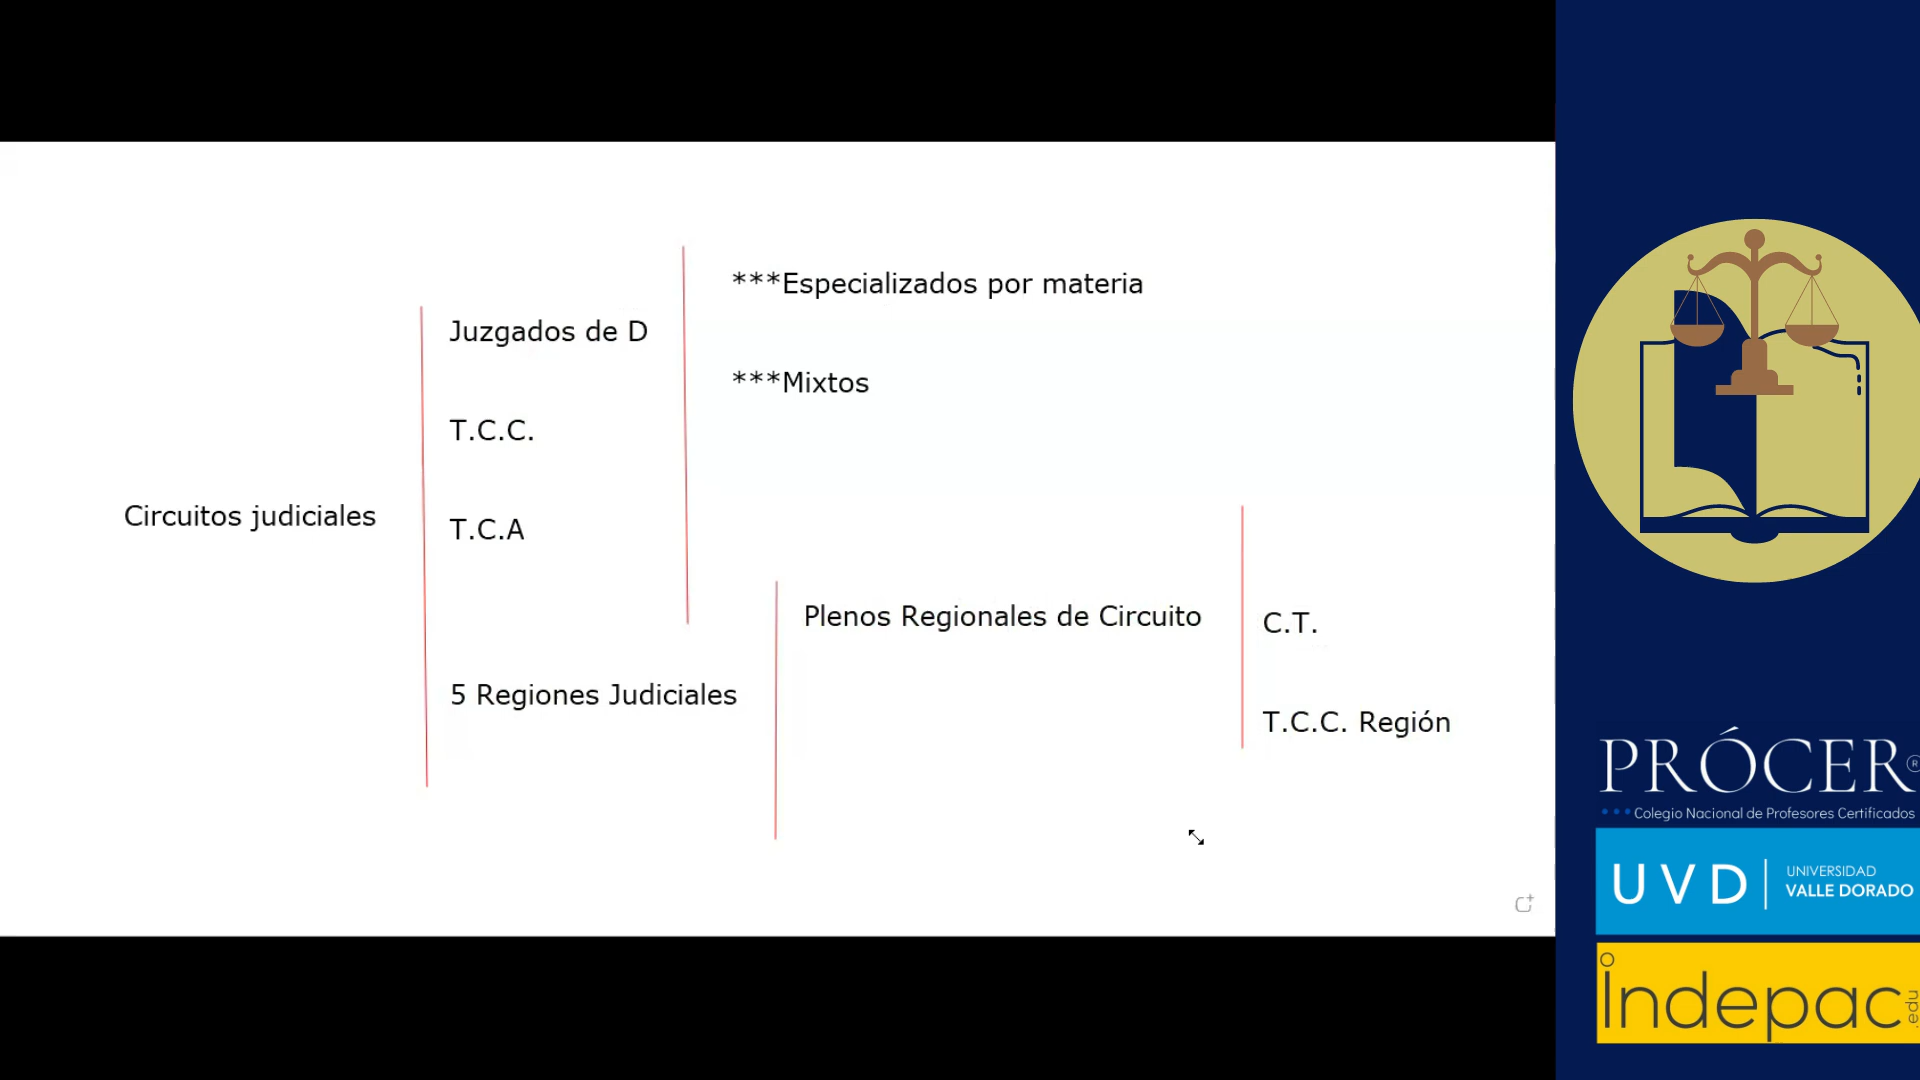 ***Especializados por materia
Juzgados de D
***Mixtos
T.C.C.
Circuitos judiciales
T.C.A
Plenos Regionales de Circuito
C.T.
5 Regiones Judiciales
T.C.C. Región
PRÓCER®
Colegio Nacional de Profesores Certificados
UVD
UNIVERSIDAD
VALLE DORADO
Indepac
.edu